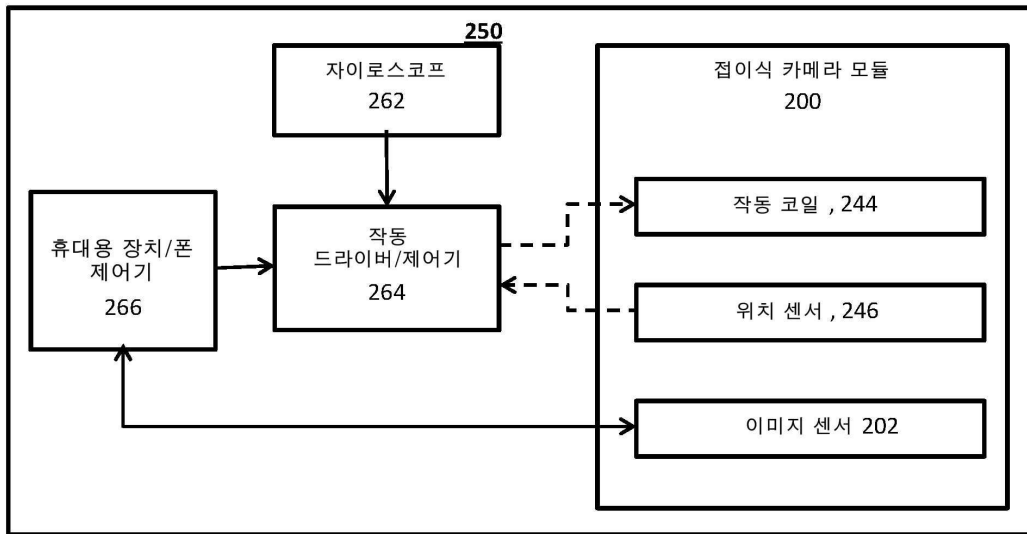 250
자이로스코프
262
접이식 카메라 모듈
200
작동 코일 , 244
휴대용 장치/폰
제어기
266
작동
드라이버/제어기
264
위치 센서 , 246
이미지 센서 202